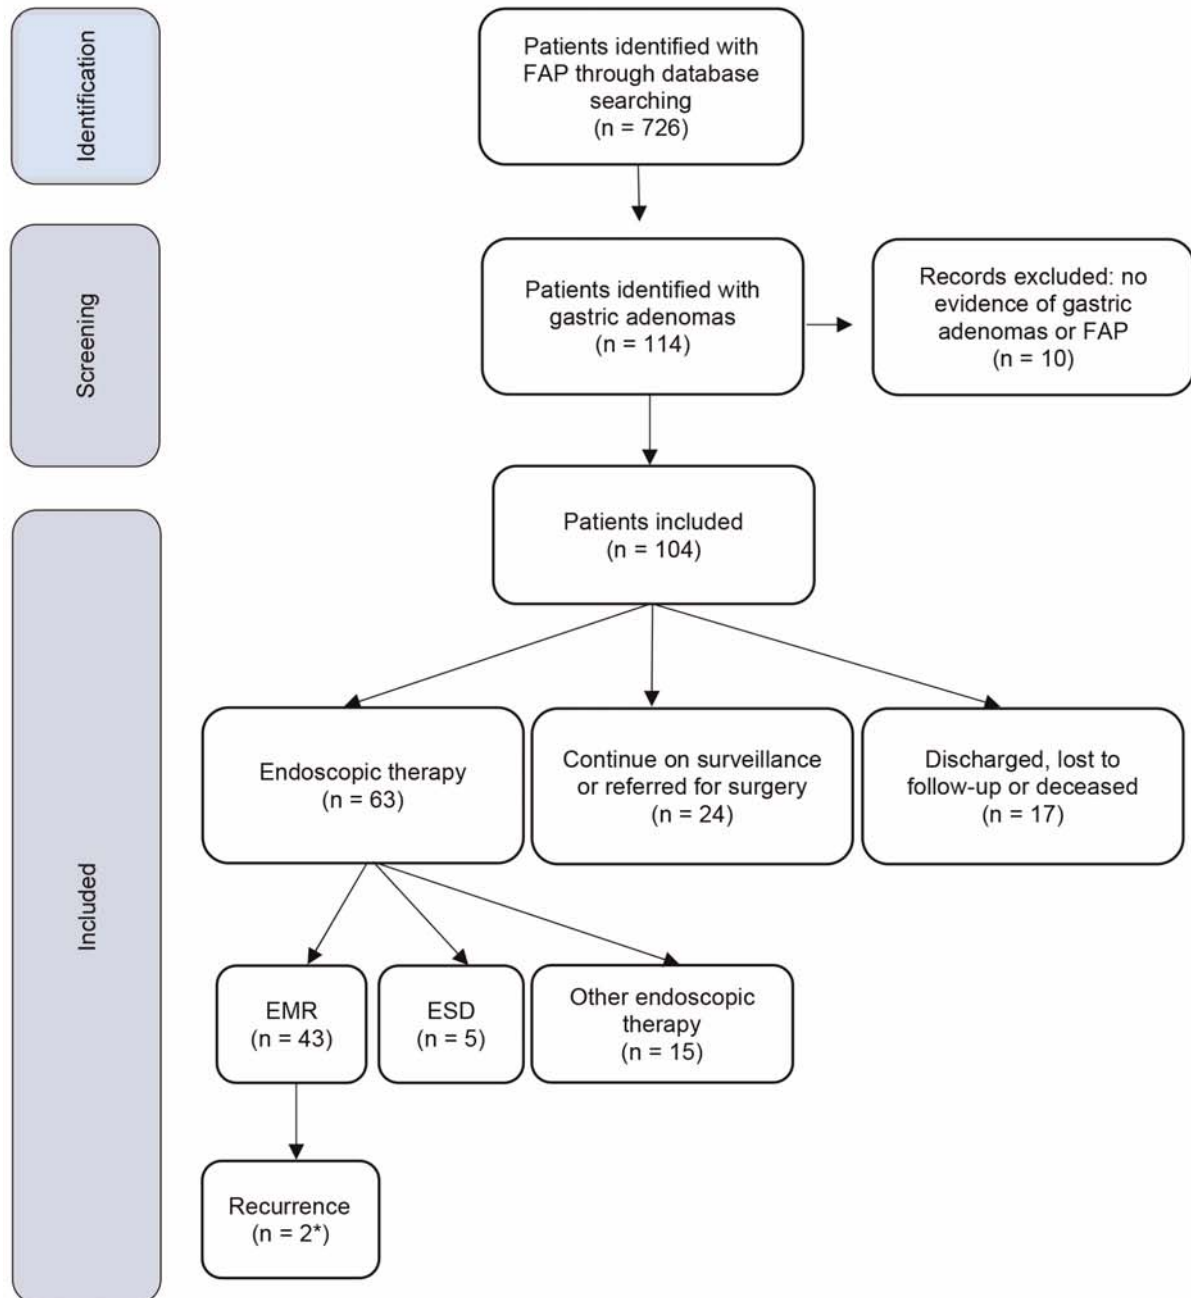 Identification
Patients identified with
FAP through database
searching
(n = 726)
Screening
Patients identified with
gastric adenomas
(n = 114)
Records excluded: no
evidence of gastric
adenomas or FAP
(n = 10)
Included
Patients included
(n = 104)
Endoscopic therapy
(n = 63)
Continue on surveillance
or referred for surgery
(n = 24)
Discharged, lost to
follow-up or deceased
(n = 17)
EMR
(n = 43)
ESD
(n = 5)
Other endoscopic
therapy
(n = 15)
Recurrence
(n = 2*)